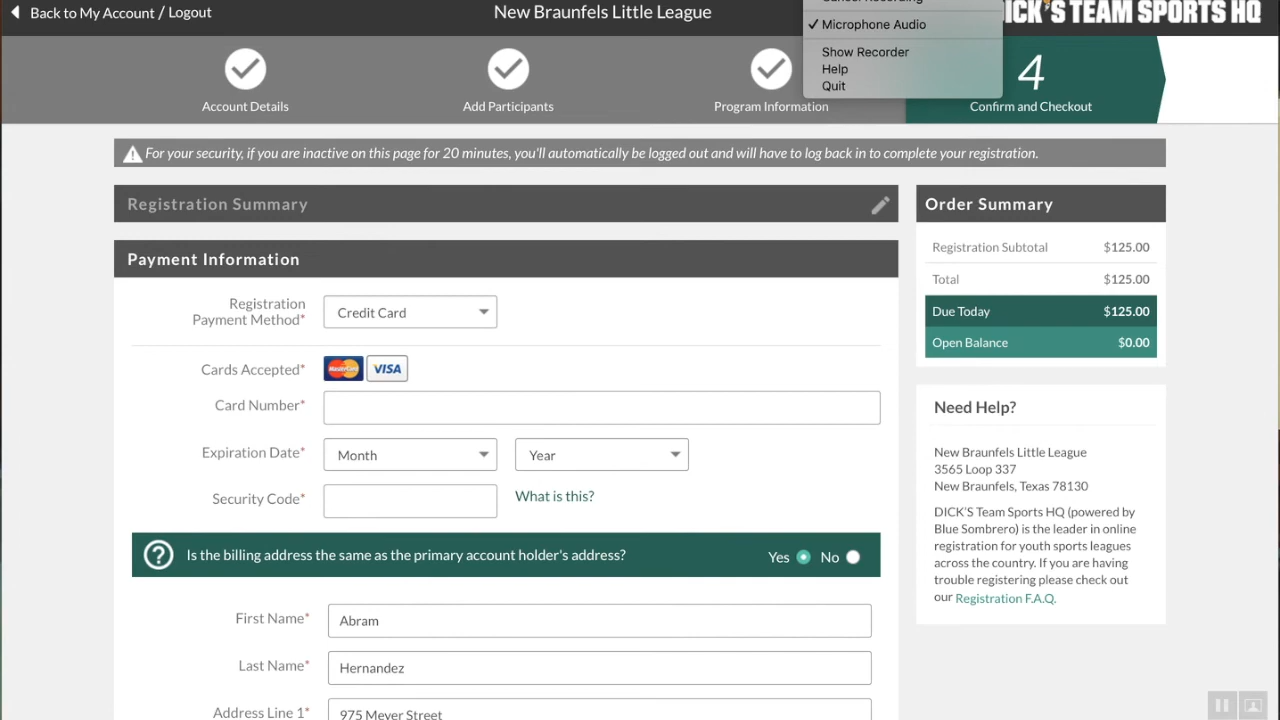 Back to My Account / Logout
New Braunfels Little League
Cancel Recording
✓ Microphone Audio
Show Recorder
Help
Quit
DICK'S TEAM SPORTS HQ
Account Details
Add Participants
Program Information
4
Confirm and Checkout
For your security, if you are inactive on this page for 20 minutes, you'll automatically be logged out and will have to log back in to complete your registration.
Registration Summary
Payment Information
Registration
Payment Method*
Credit Card
Cards Accepted*
MasterCard VISA
Card Number*
Expiration Date*
Month
Year
Security Code*
What is this?
Is the billing address the same as the primary account holder's address?
Yes
No
First Name*
Abram
Last Name*
Hernandez
Address Line 1*
975 Meyer Street
Order Summary
Registration Subtotal $125.00
Total $125.00
Due Today $125.00
Open Balance $0.00
Need Help?
New Braunfels Little League
3565 Loop 337
New Braunfels, Texas 78130
DICK'S Team Sports HQ (powered by
Blue Sombrero) is the leader in online
registration for youth sports leagues
across the country. If you are having
trouble registering please check out
our Registration F.A.Q.